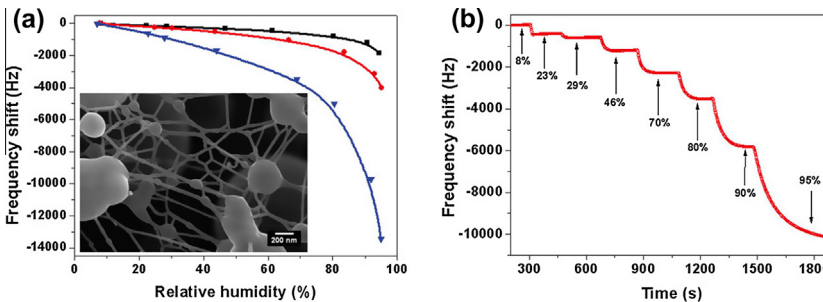 (a)
Frequency shift (Hz)
0
-2000
-4000
-6000
-8000
-10000
-12000
-14000
200 nm
0 20 40 60 80 100
Relative humidity (%)
(b)
Frequency shift (Hz)
0
-2000
-4000
-6000
-8000
-10000
8%
23%
29%
46%
70%
80%
90%
95%
300 600 900 1200 1500 180
Time (s)